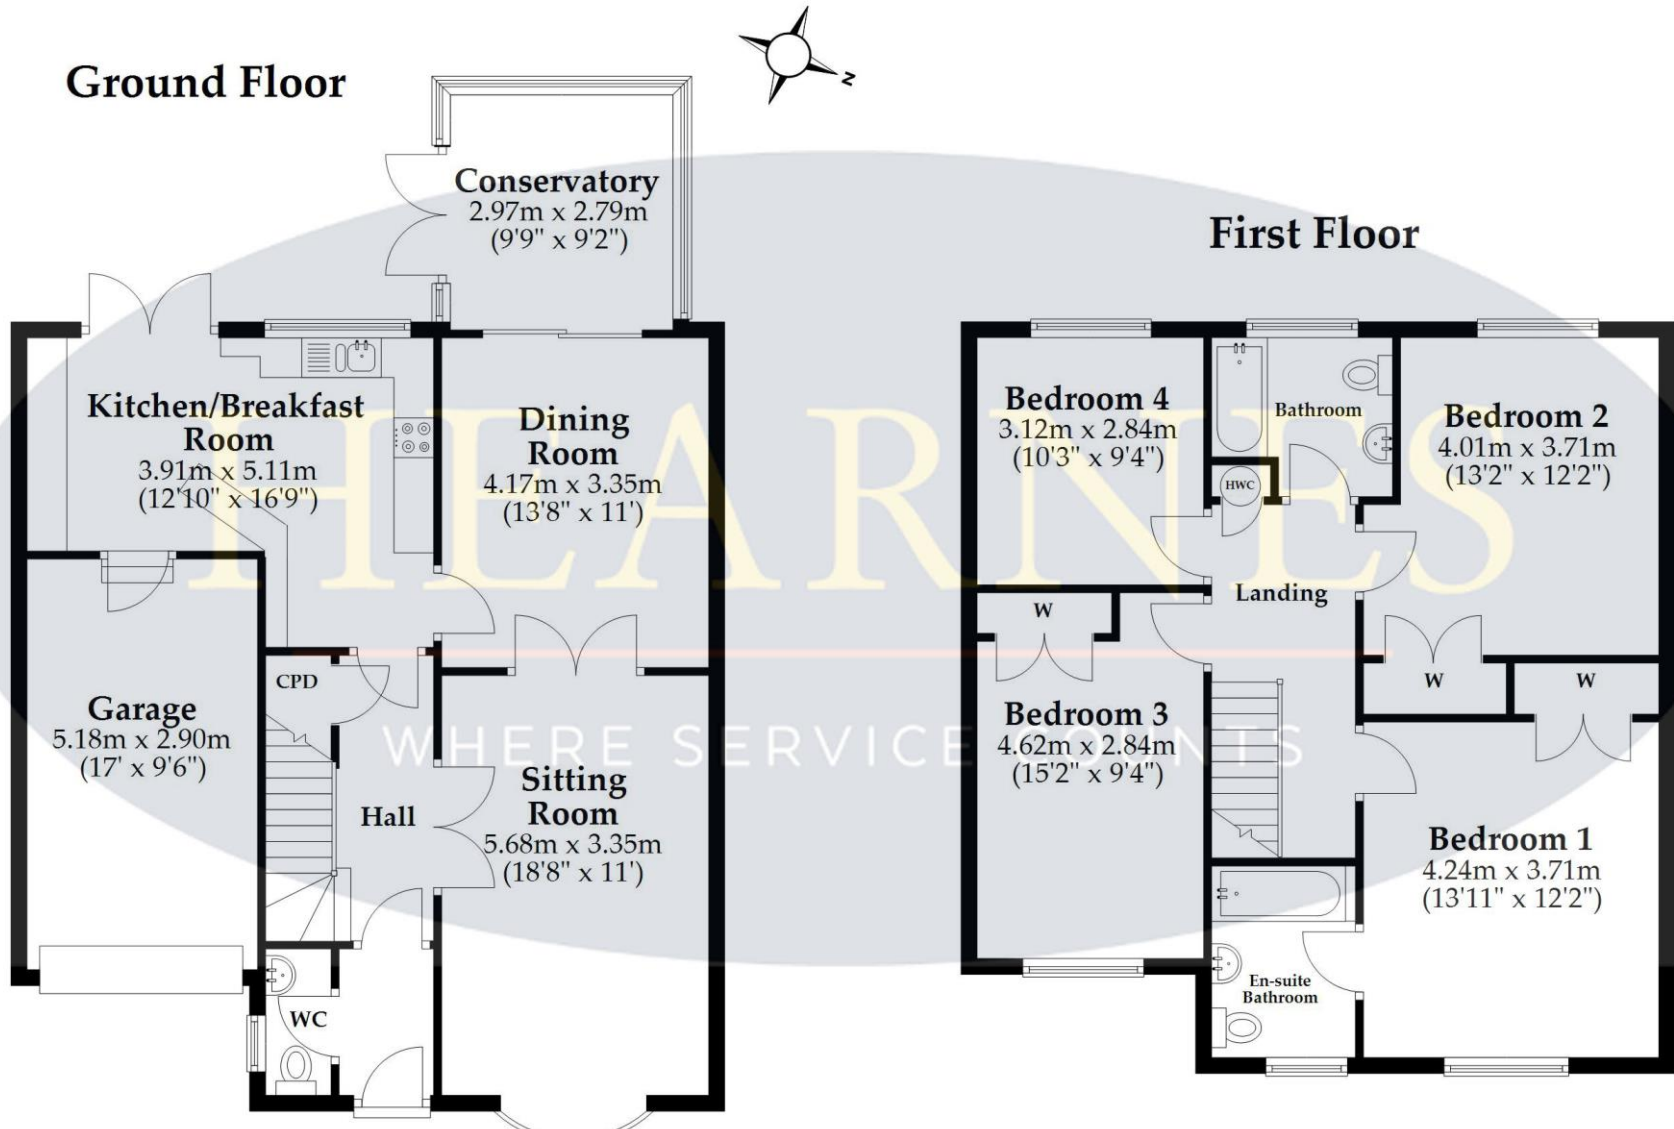 Ground Floor
N
Conservatory
2.97m x 2.79m
(9'9" x 9'2")
Kitchen/Breakfast
Room
3.91m x 5.11m
(12'10" x 16'9")
Dining
Room
4.17m x 3.35m
(13'8" x 11')
CPD
Garage
5.18m x 2.90m
(17' x 9'6")
Hall
Sitting
Room
5.68m x 3.35m
(18'8" x 11')
WC
First Floor
Bedroom 4
3.12m x 2.84m
(10'3" x 9'4")
Bathroom
HWC
Bedroom 2
4.01m x 3.71m
(13'2" x 12'2")
Landing
W
W
W
Bedroom 3
4.62m x 2.84m
(15'2" x 9'4")
Bedroom 1
4.24m x 3.71m
(13'11" x 12'2")
En-suite
Bathroom
HEARNES
WHERE SERVICE COUNTS